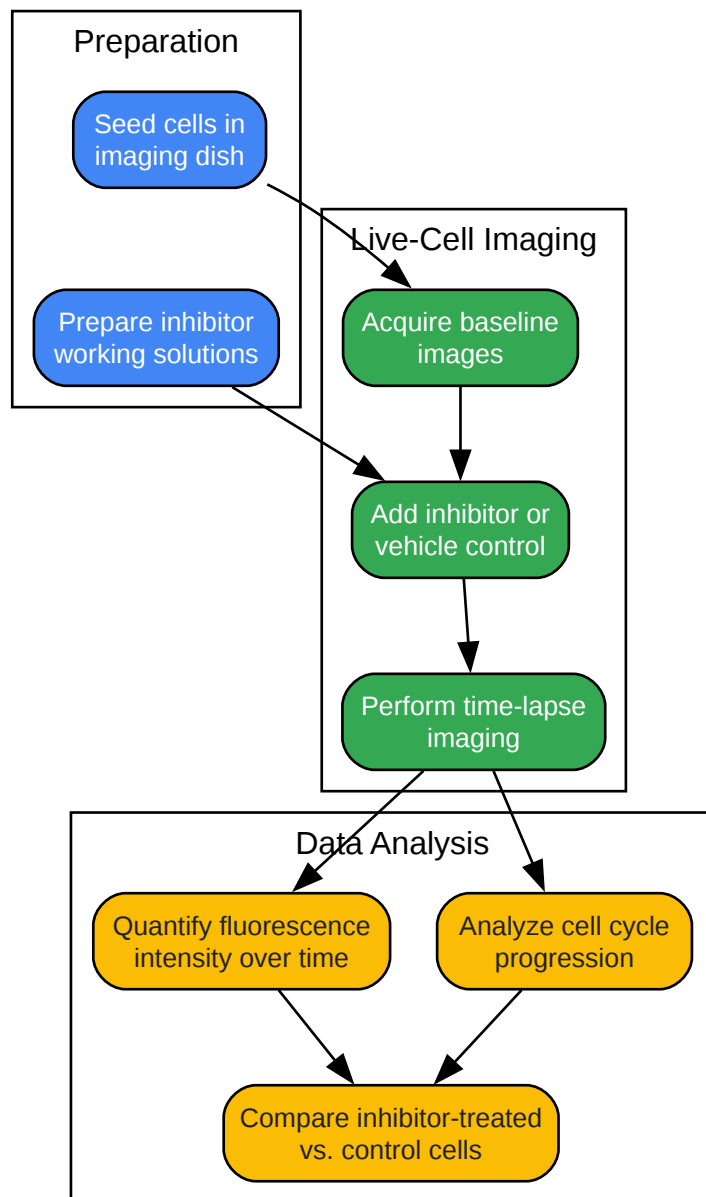 Preparation
Seed cells in
imaging dish
Prepare inhibitor
working solutions
Live-Cell Imaging
Acquire baseline
images
Add inhibitor or
vehicle control
Perform time-lapse
imaging
Data Analysis
Quantify fluorescence
intensity over time
Analyze cell cycle
progression
Compare inhibitor-treated
vs. control cells